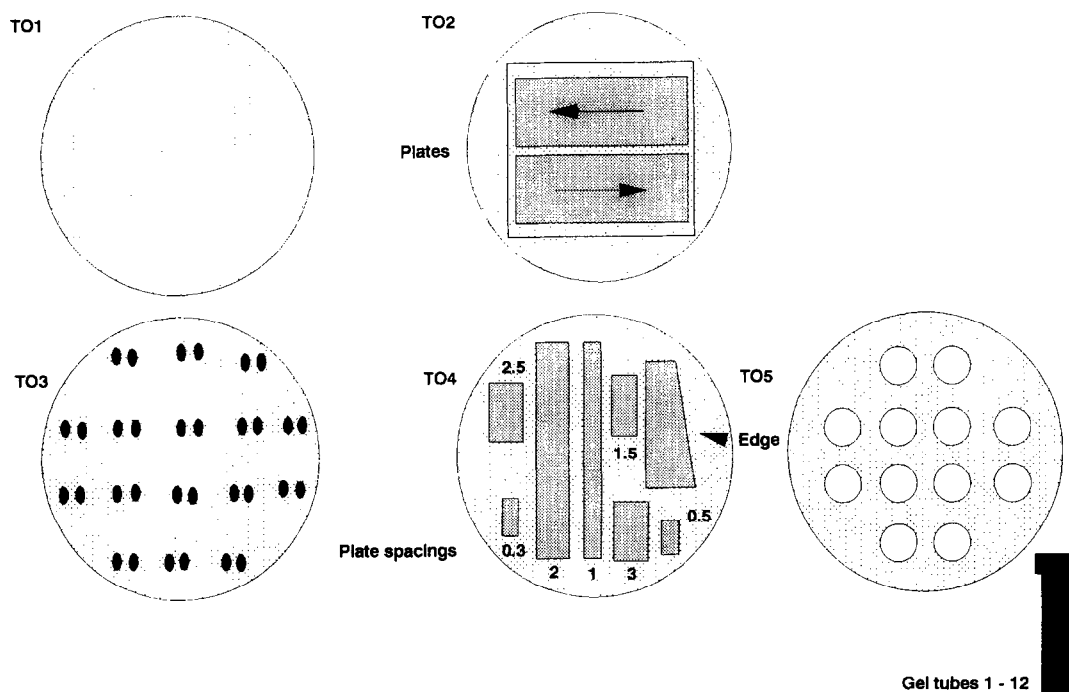 TO1
TO2
Plates
TO3
TO4
2.5
1.5
Edge
0.3
0.5
Plate spacings
2
1
3
TO5
Gel tubes 1 - 12